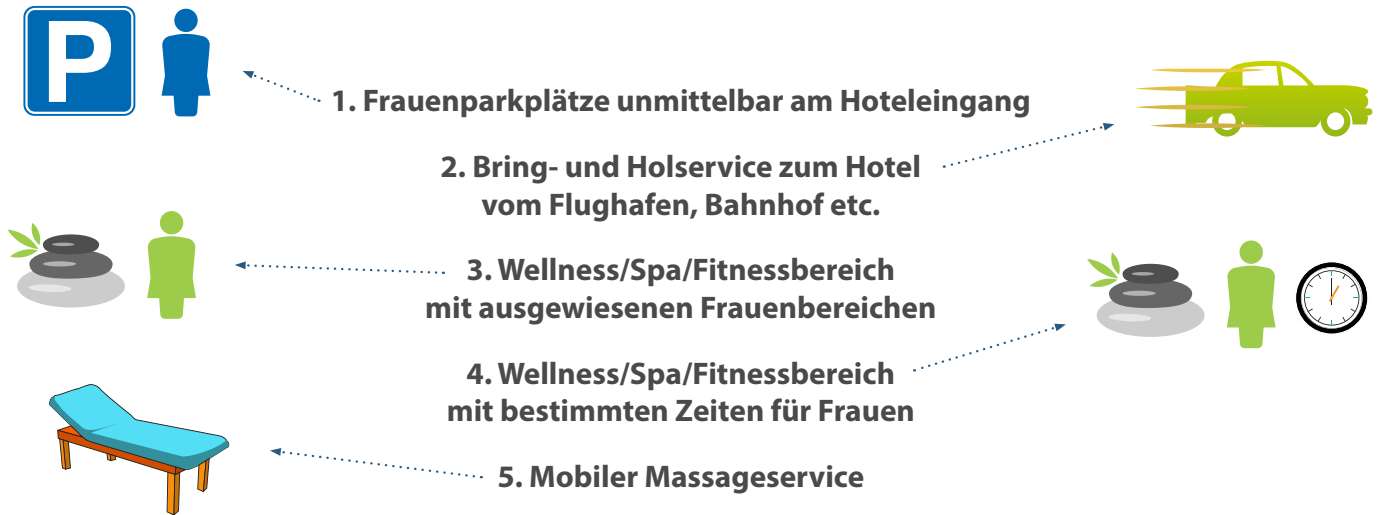 P
1. Frauenparkplätze unmittelbar am Hoteleingang
2. Bring- und Holservice zum Hotel
vom Flughafen, Bahnhof etc.
3. Wellness/Spa/Fitnessbereich
mit ausgewiesenen Frauenbereichen
4. Wellness/Spa/Fitnessbereich
mit bestimmten Zeiten für Frauen
5. Mobiler Massageservice